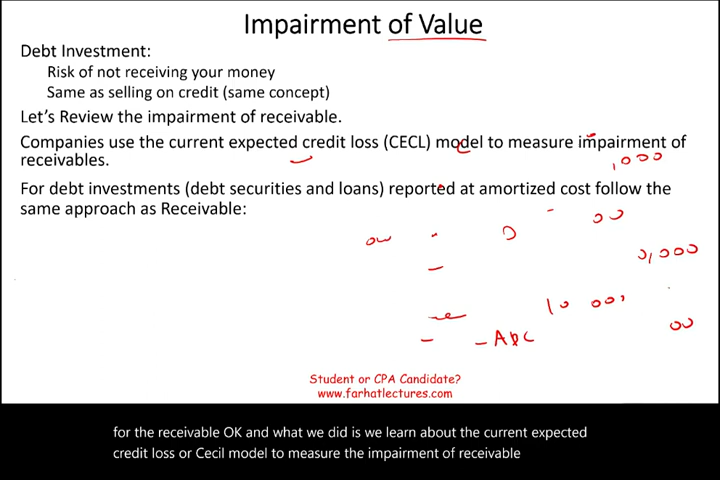 Impairment of Value
Debt Investment:
Risk of not receiving your money
Same as selling on credit (same concept)
Let's Review the impairment of receivable.
Companies use the current expected credit loss (CECL) model to measure impairment of
receivables.
,000
For debt investments (debt securities and loans) reported at amortized cost follow the
same approach as Receivable:
00
0,000
10 00
00
Student or CPA Candidate?
www.farhatlectures.com
for the receivable OK and what we did is we learn about the current expected
credit loss or Cecil model to measure the impairment of receivable